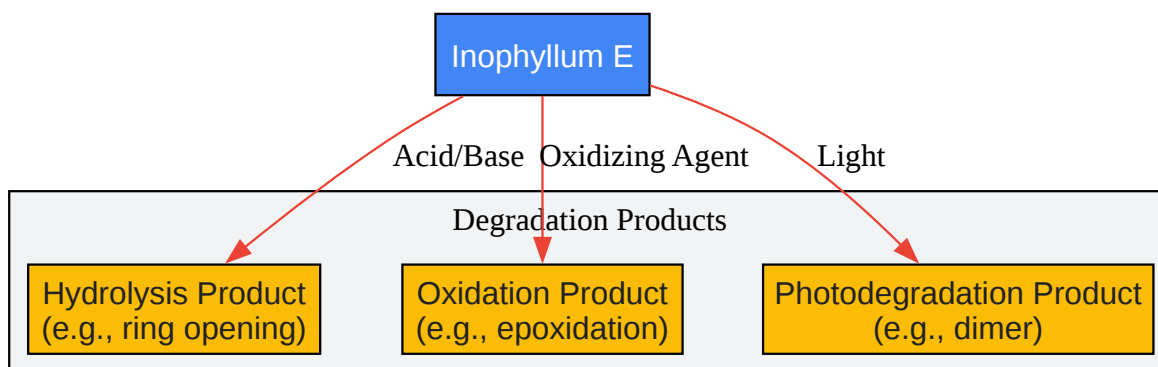 Inophyllum E
Acid/Base
Oxidizing Agent
Light
Degradation Products
Hydrolysis Product
(e.g., ring opening)
Oxidation Product
(e.g., epoxidation)
Photodegradation Product
(e.g., dimer)